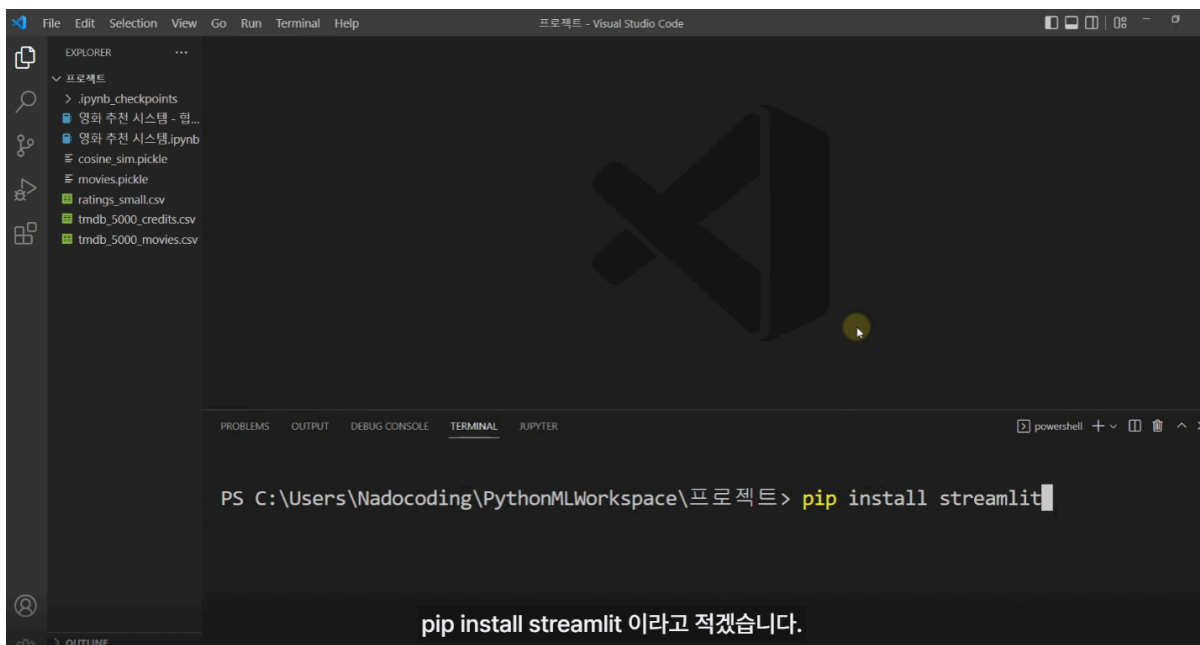 File Edit Selection View Go Run Terminal Help
프로젝트 - Visual Studio Code
EXPLORER
프로젝트
.ipynb_checkpoints
영화 추천 시스템 - 협...
영화 추천 시스템.ipynb
cosine_sim.pickle
movies.pickle
ratings_small.csv
tmdb_5000_credits.csv
tmdb_5000_movies.csv
PROBLEMS OUTPUT DEBUG CONSOLE TERMINAL JUPYTER
powershell
PS C:\Users\Nadocoding\PythonMLWorkspace\프로젝트> pip install streamlit
pip install streamlit 이라고 적겠습니다.
OUTLINE